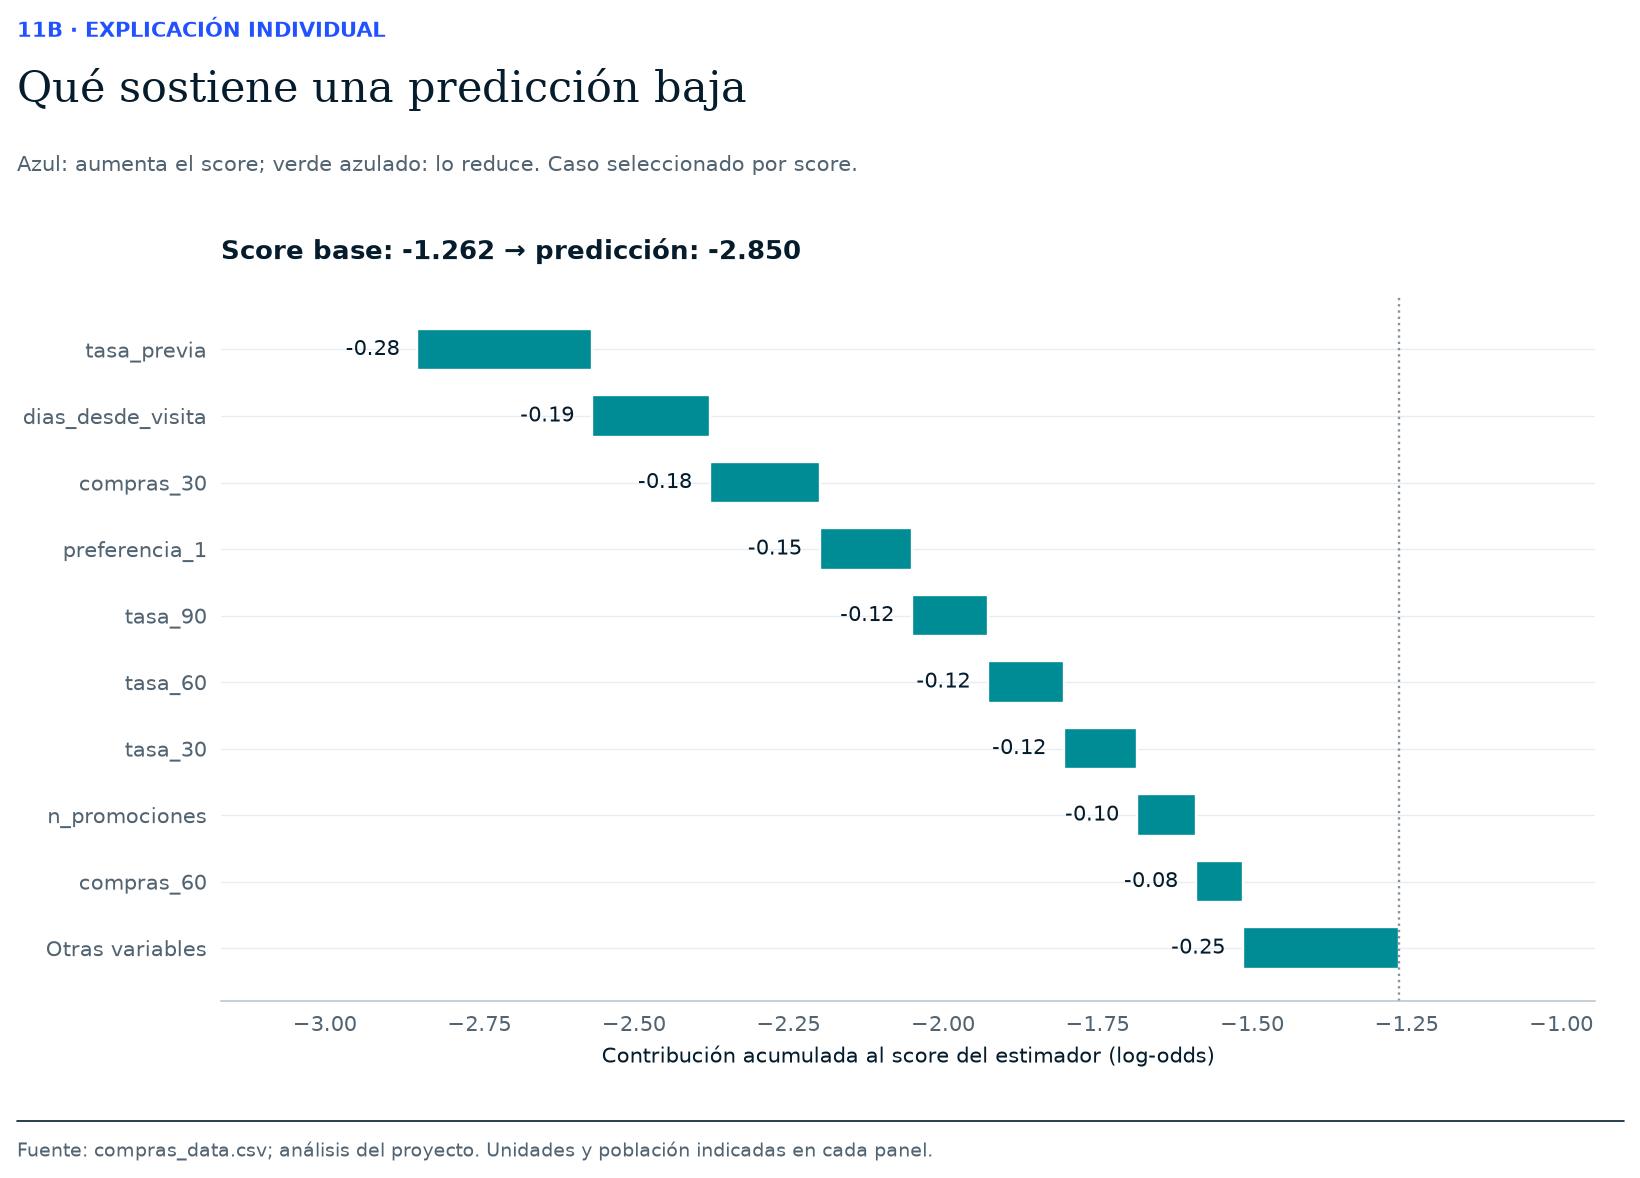 11B · EXPLICACIÓN INDIVIDUAL
Qué sostiene una predicción baja
Azul: aumenta el score; verde azulado: lo reduce. Caso seleccionado por score.
Score base: -1.262 → predicción: -2.850
tasa_previa
-0.28
dias_desde_visita
-0.19
compras_30
-0.18
preferencia_1
-0.15
tasa_90
-0.12
tasa_60
-0.12
tasa_30
-0.12
n_promociones
-0.10
compras_60
-0.08
Otras variables
-0.25
−3.00 −2.75 −2.50 −2.25 −2.00 −1.75 −1.50 −1.25 −1.00
Contribución acumulada al score del estimador (log-odds)
Fuente: compras_data.csv; análisis del proyecto. Unidades y población indicadas en cada panel.